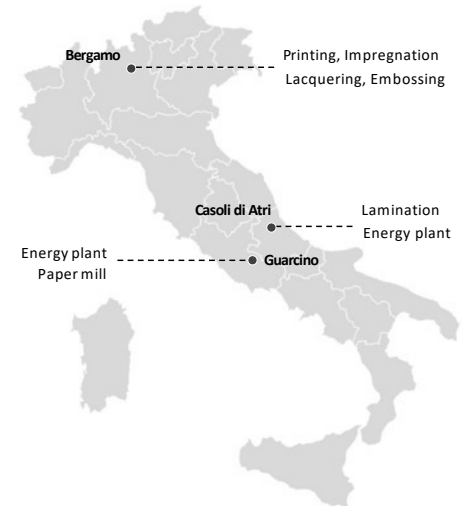 Bergamo
Printing, Impregnation
Lacquering, Embossing
Casoli di Atri
Lamination
Energy plant
Energy plant
Paper mill
Guarcino